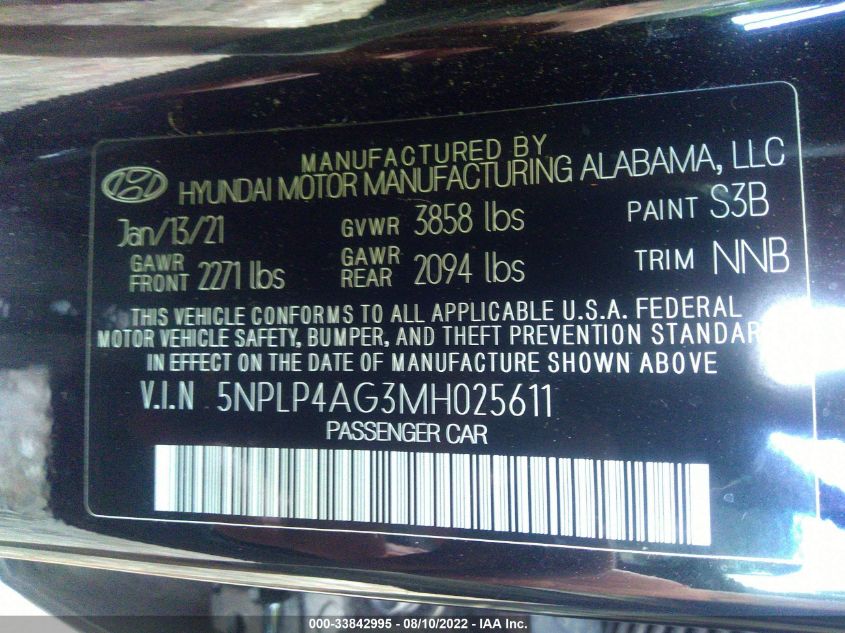 MANUFACTURED BY
HYUNDAI MOTOR MANUFACTURING ALABAMA, LLC
Jan/13/21 GVWR 3858 lbs PAINT S3B
GAWR FRONT 2271 lbs GAWR REAR 2094 lbs TRIM NNB
THIS VEHICLE CONFORMS TO ALL APPLICABLE U.S.A. FEDERAL
MOTOR VEHICLE SAFETY, BUMPER, AND THEFT PREVENTION STANDAR
IN EFFECT ON THE DATE OF MANUFACTURE SHOWN ABOVE
V.I.N 5NPLP4AG3MH025611
PASSENGER CAR
000-33842995 - 08/10/2022 - IAA Inc.